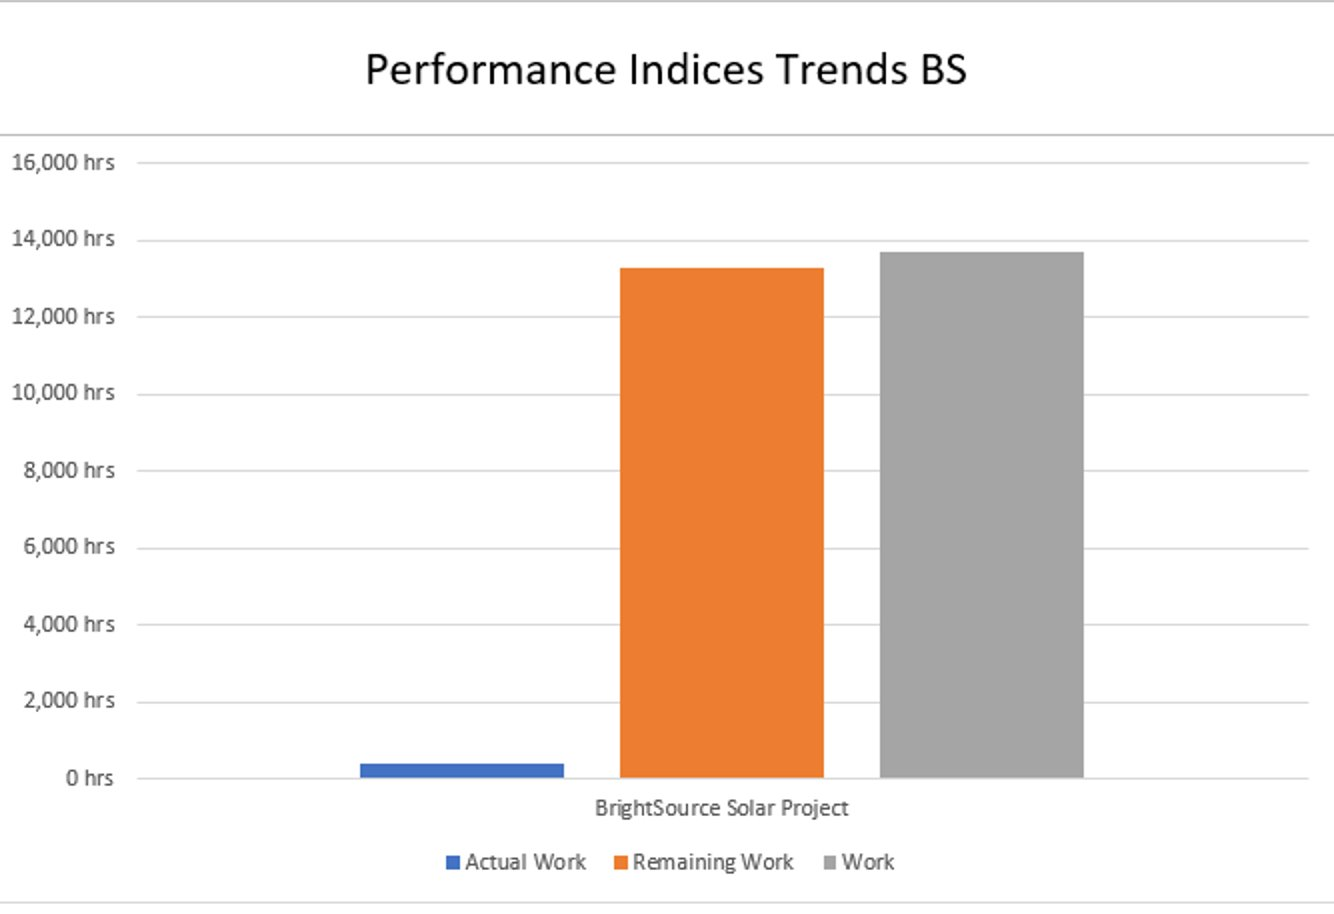 Performance Indices Trends BS
16,000 hrs
14,000 hrs
12,000 hrs
10,000 hrs
8,000 hrs
6,000 hrs
4,000 hrs
2,000 hrs
0 hrs
BrightSource Solar Project
Actual Work Remaining Work Work